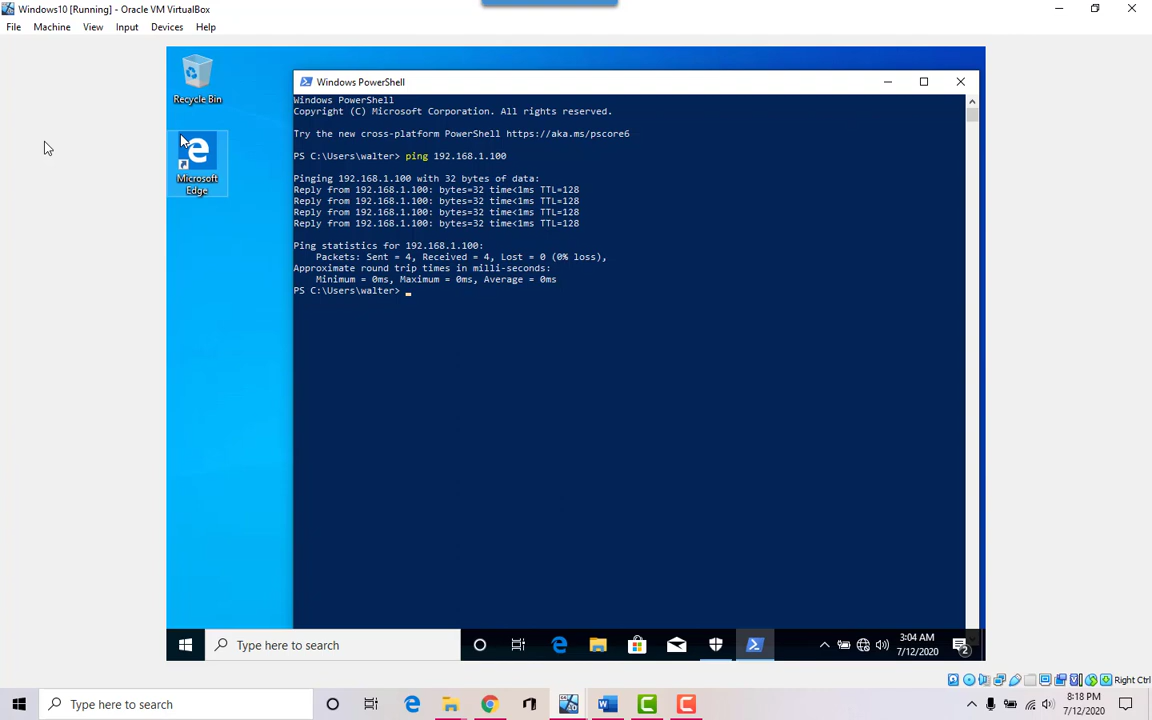 Windows10 [Running] - Oracle VM VirtualBox
File Machine View Input Devices Help
Recycle Bin
Microsoft
Edge
Windows PowerShell
Windows PowerShell
Copyright (C) Microsoft Corporation. All rights reserved.
Try the new cross-platform PowerShell https://aka.ms/pscore6
PS C:\Users\walter> ping 192.168.1.100
Pinging 192.168.1.100 with 32 bytes of data:
Reply from 192.168.1.100: bytes=32 time<1ms TTL=128
Reply from 192.168.1.100: bytes=32 time<1ms TTL=128
Reply from 192.168.1.100: bytes=32 time<1ms TTL=128
Reply from 192.168.1.100: bytes=32 time<1ms TTL=128
Ping statistics for 192.168.1.100:
Packets: Sent = 4, Received = 4, Lost = 0 (0% loss),
Approximate round trip times in milli-seconds:
Minimum = 0ms, Maximum = 0ms, Average = 0ms
PS C:\Users\walter>
Type here to search
3:04 AM
7/12/2020
2
Right Ctrl
Type here to search
8:18 PM
7/12/2020